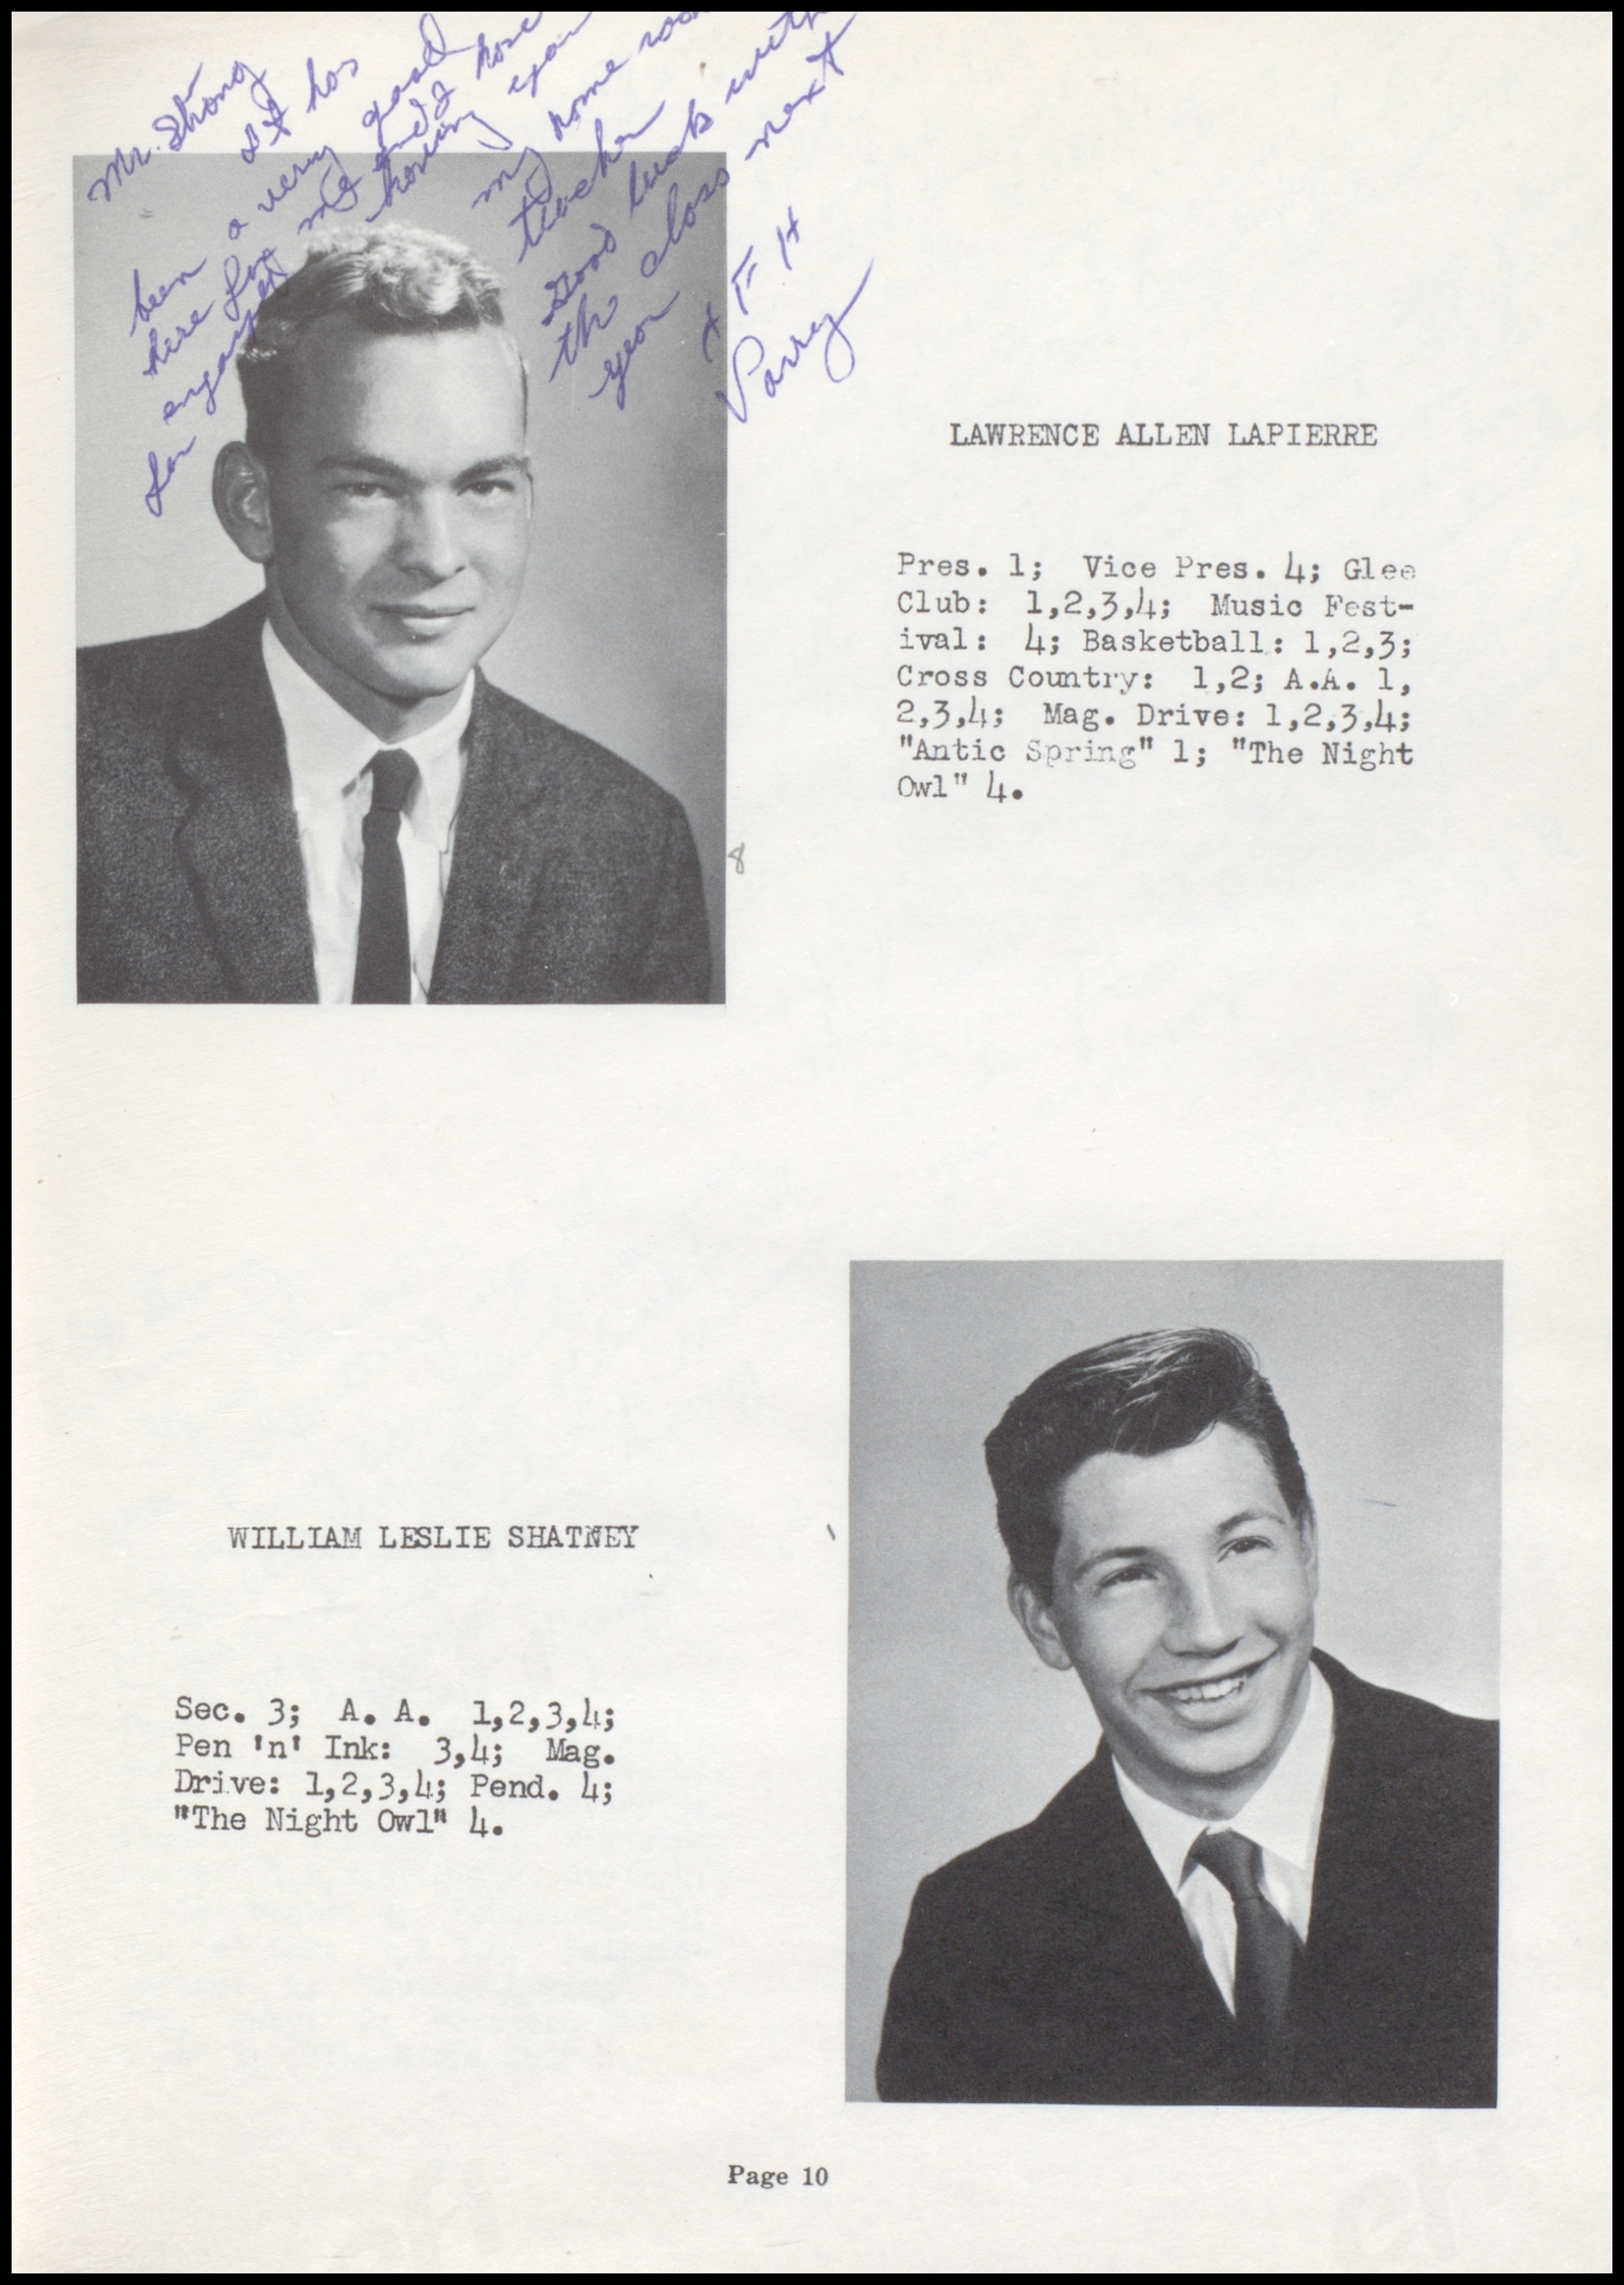 Mr. Strong
It has
been a very good
here for me and I have
enjoyed having you
for my home room
teacher
Good luck with
the class next
year
Larry
8
LAWRENCE ALLEN LAPIERRE
Pres. 1; Vice Pres. 4; Glee
Club: 1,2,3,4; Music Fest-
ival: 4; Basketball: 1,2,3;
Cross Country: 1,2; A.A. 1,
2,3,4; Mag. Drive: 1,2,3,4;
"Antic Spring" 1; "The Night
Owl" 4.
WILLIAM LESLIE SHATNEY
Sec. 3; A. A. 1,2,3,4;
Pen 'n' Ink: 3,4; Mag.
Drive: 1,2,3,4; Pend. 4;
"The Night Owl" 4.
Page 10